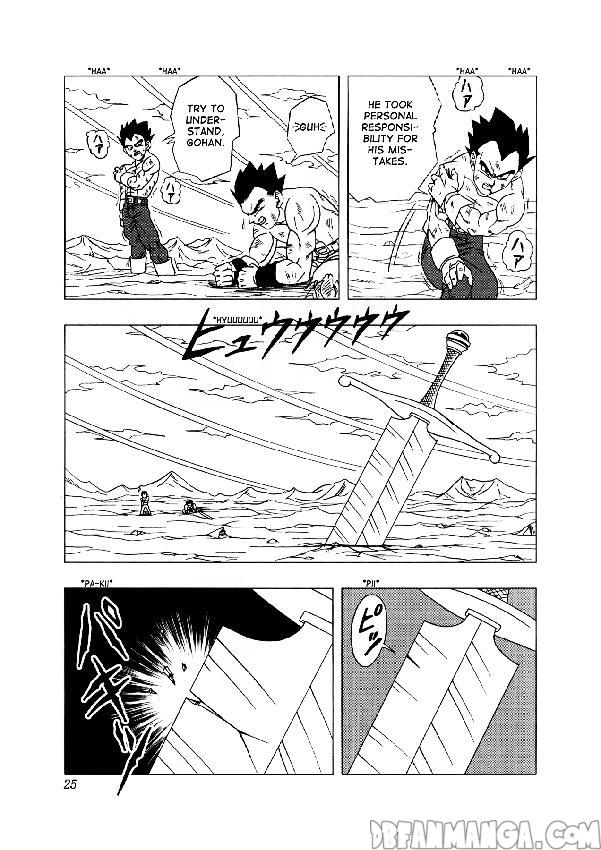 *HAA*
*HAA*
HE TOOK
PERSONAL
RESPONSI-
BILITY FOR
HIS MIS-
TAKES.
ハァ
ハァ
*HAA*
*HAA*
GUH
TRY TO
UNDER-
STAND,
GOHAN.
ハァ
ハァ
*HYUUUUUU*
ヒュウウウウウ
*PII*
ピッ
*PA-KII*
パキィ
25
DBFANMANGA.COM